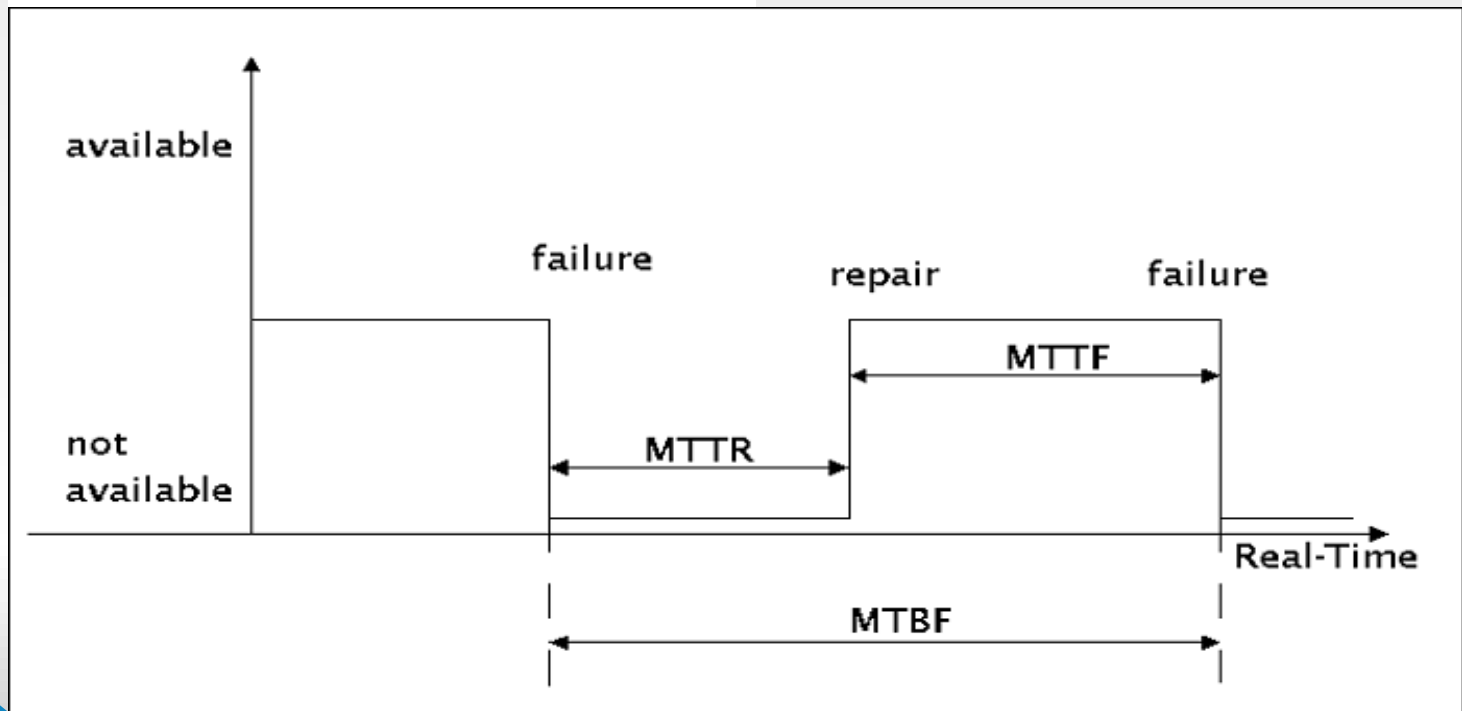 available
failure
repair
failure
MTTF
not
available
MTTR
Real-Time
MTBF